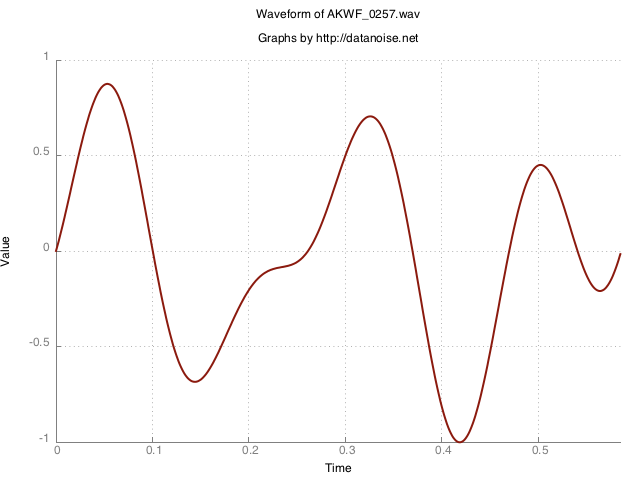 Waveform of AKWF_0257.wav
Graphs by http://datanoise.net
1
0.5
0
-0.5
-1
Value
0 0.1 0.2 0.3 0.4 0.5
Time